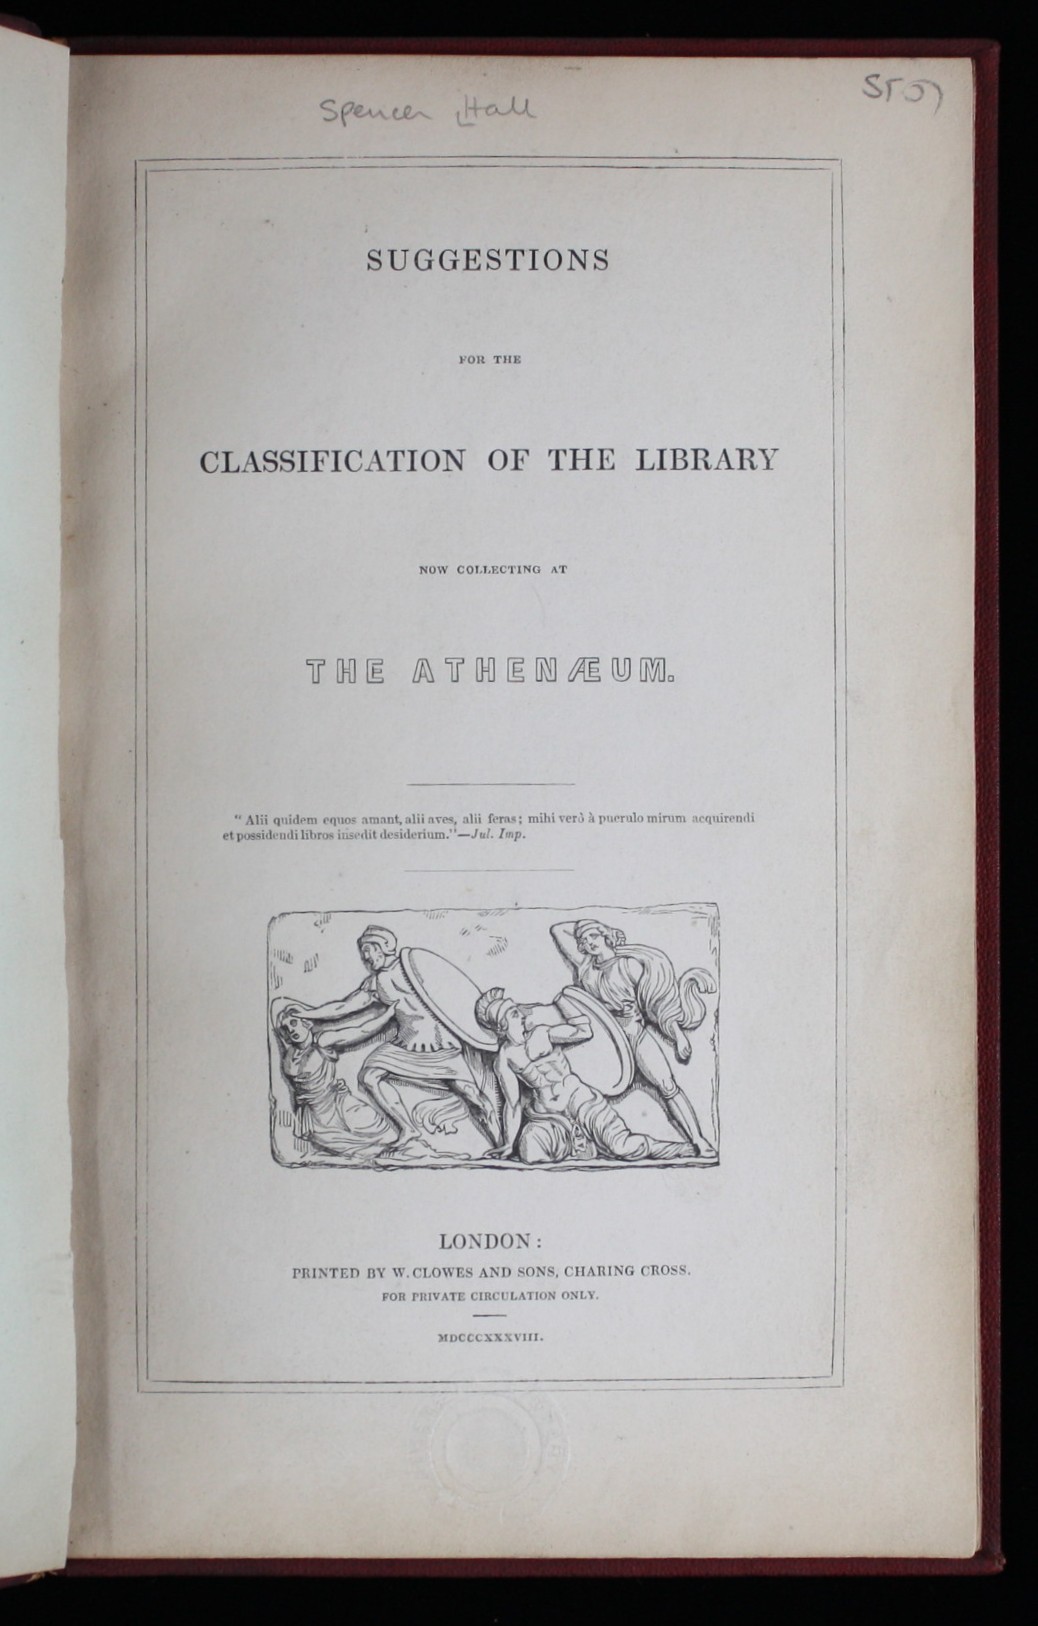 Spencer Hall
SUGGESTIONS
FOR THE
CLASSIFICATION OF THE LIBRARY
NOW COLLECTING AT
THE ATHENÆUM.
"Alii quidem equos amant, alii aves, alii feras; mihi verò à puerulo mirum acquirendi
et possidendi libros insedit desiderium."—Jul. Imp.
LONDON:
PRINTED BY W. CLOWES AND SONS, CHARING CROSS.
FOR PRIVATE CIRCULATION ONLY.
MDCCCXXXVIII.